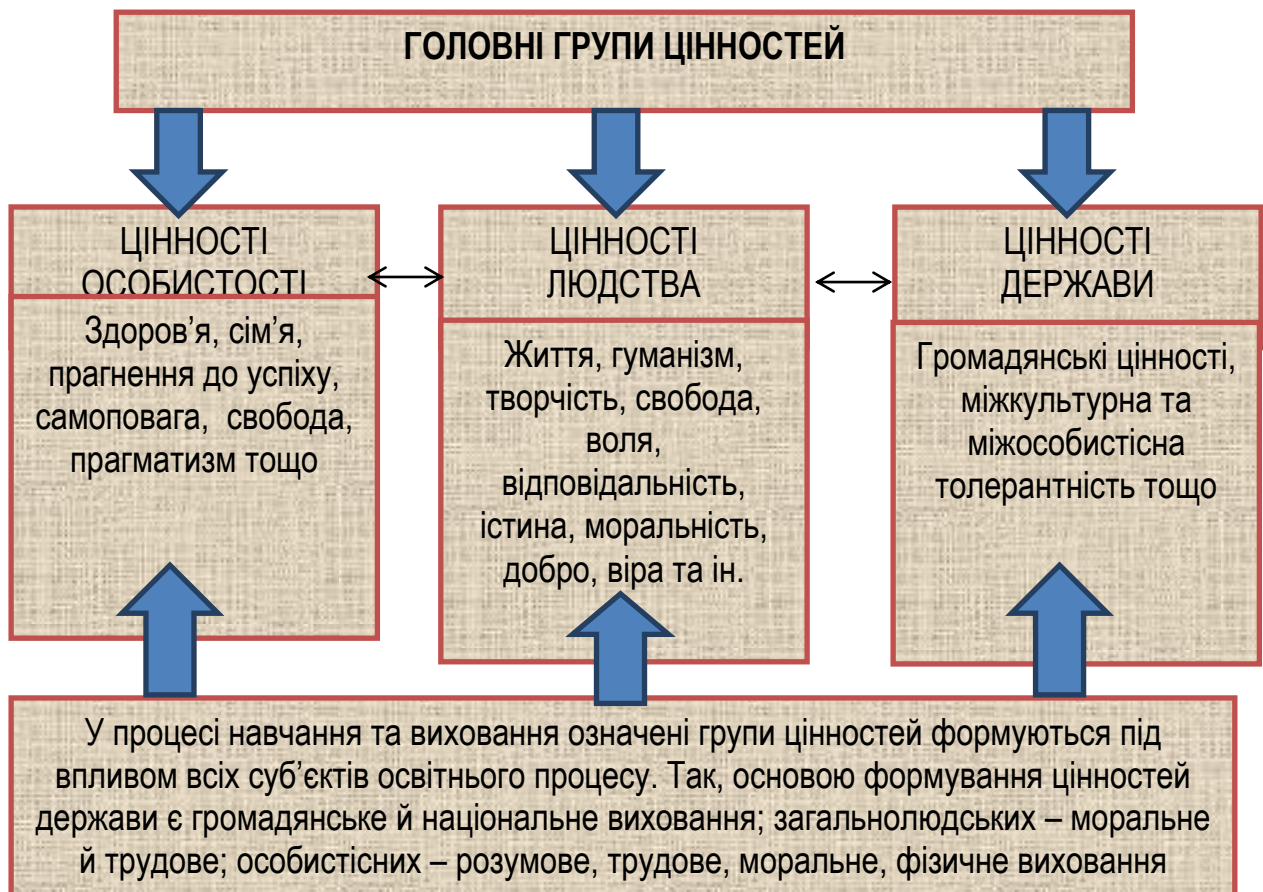 ГОЛОВНІ ГРУПИ ЦІННОСТЕЙ
ЦІННОСТІ
ОСОБИСТОСТІ
Здоров’я, сім’я,
прагнення до успіху,
самоповага, свобода,
прагматизм тощо
ЦІННОСТІ
ЛЮДСТВА
Життя, гуманізм,
творчість, свобода,
воля,
відповідальність,
істина, моральність,
добро, віра та ін.
ЦІННОСТІ
ДЕРЖАВИ
Громадянські цінності,
міжкультурна та
міжособистісна
толерантність тощо
У процесі навчання та виховання означені групи цінностей формуються під
впливом всіх суб’єктів освітнього процесу. Так, основою формування цінностей
держави є громадянське й національне виховання; загальнолюдських – моральне
й трудове; особистісних – розумове, трудове, моральне, фізичне виховання